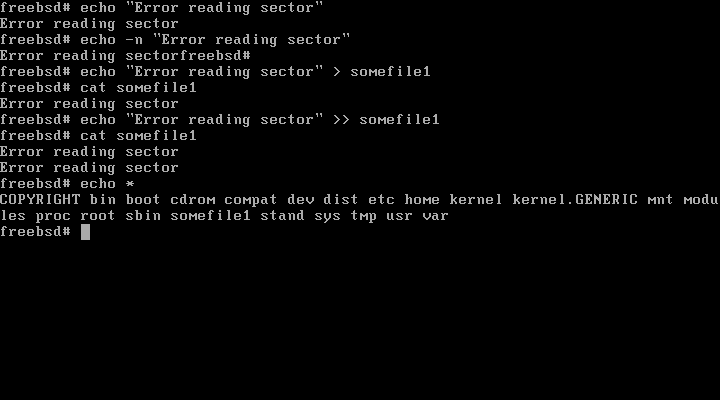 freebsd# echo "Error reading sector"
Error reading sector
freebsd# echo -n "Error reading sector"
Error reading sectorfreebsd#
freebsd# echo "Error reading sector" > somefile1
freebsd# cat somefile1
Error reading sector
freebsd# echo "Error reading sector" >> somefile1
freebsd# cat somefile1
Error reading sector
Error reading sector
freebsd# echo *
COPYRIGHT bin boot cdrom compat dev dist etc home kernel kernel.GENERIC mnt modu
les proc root sbin somefile1 stand sys tmp usr var
freebsd#